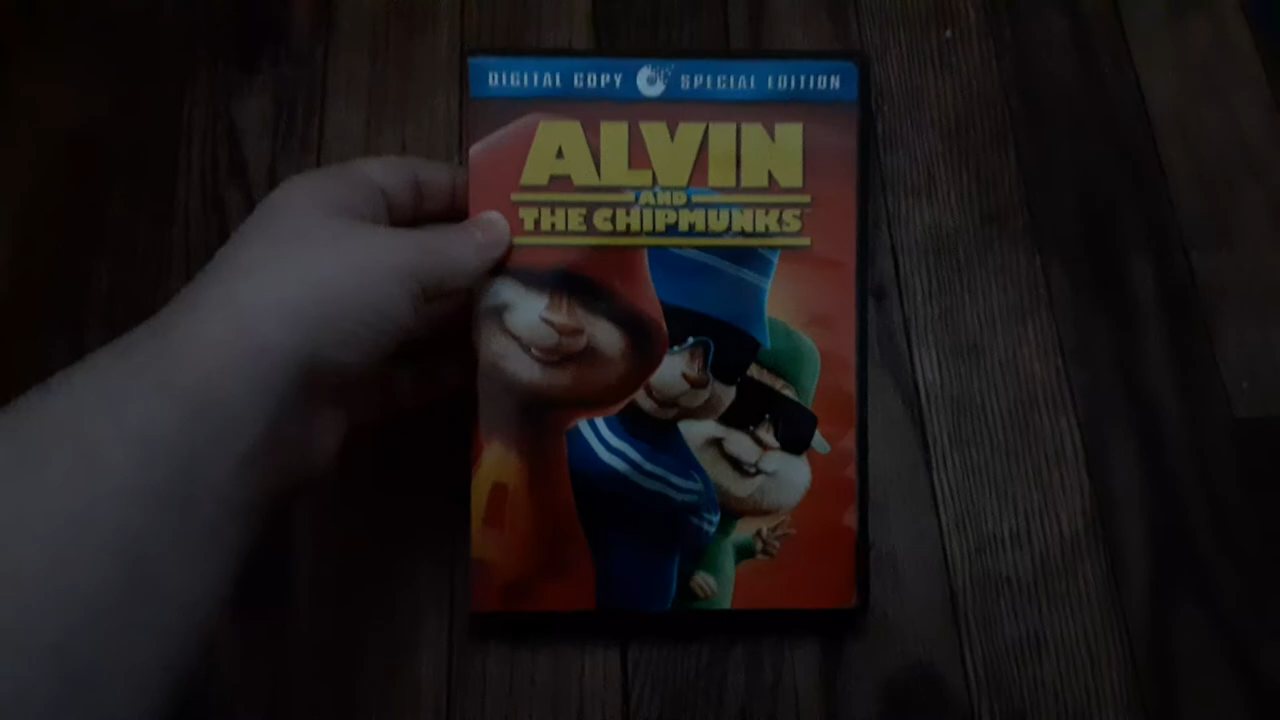 DIGITAL COPY SPECIAL EDITION
ALVIN
AND
THE CHIPMUNKS
A